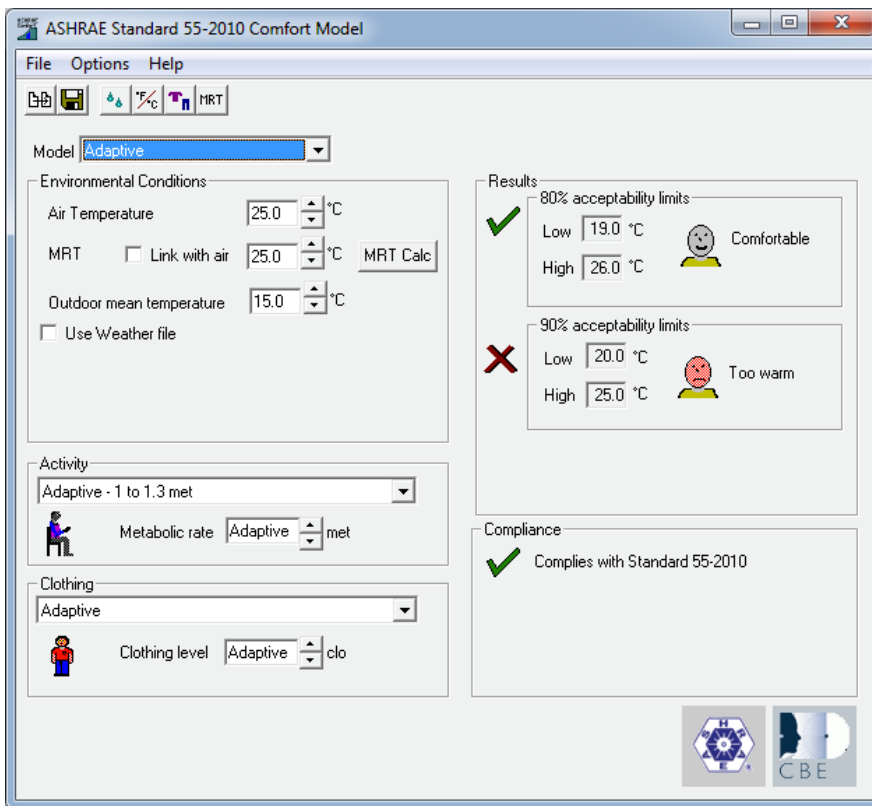 ASHRAE Standard 55-2010 Comfort Model
File Options Help
°F/°C MRT
Model Adaptive
Environmental Conditions
Air Temperature 25.0 °C
MRT Link with air 25.0 °C MRT Calc
Outdoor mean temperature 15.0 °C
Use Weather file
Activity
Adaptive - 1 to 1.3 met
Metabolic rate Adaptive met
Clothing
Adaptive
Clothing level Adaptive clo
Results
80% acceptability limits
Low 19.0 °C
Comfortable
High 26.0 °C
90% acceptability limits
Low 20.0 °C
Too warm
High 25.0 °C
Compliance
Complies with Standard 55-2010
CBE